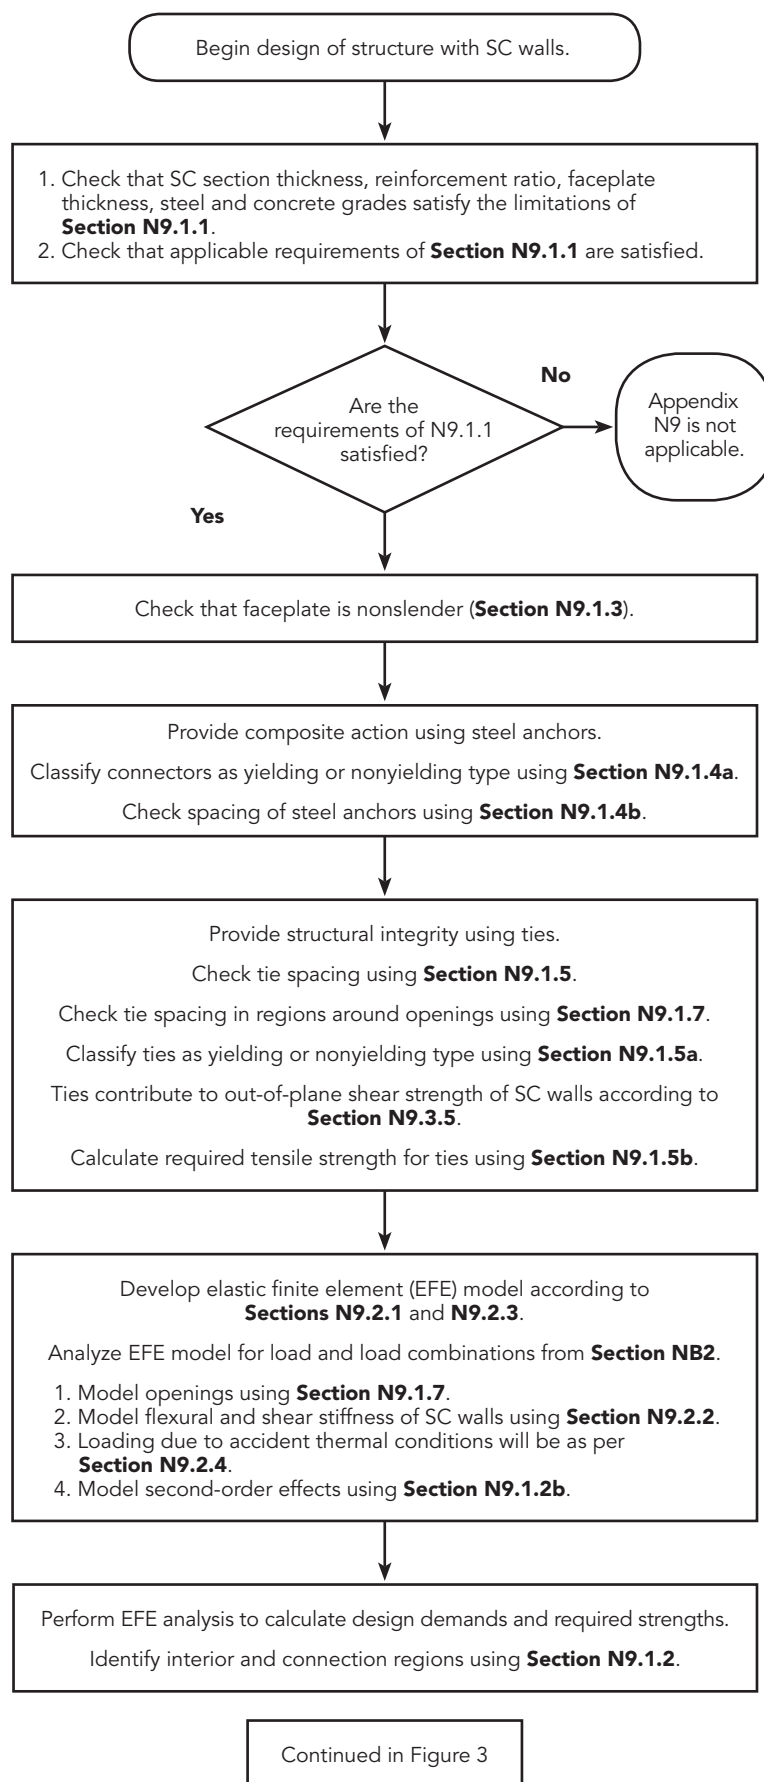 Begin design of structure with SC walls.
1. Check that SC section thickness, reinforcement ratio, faceplate
thickness, steel and concrete grades satisfy the limitations of
Section N9.1.1.
2. Check that applicable requirements of Section N9.1.1 are satisfied.
Are the
requirements of N9.1.1
satisfied?
No
Appendix
N9 is not
applicable.
Yes
Check that faceplate is nonslender (Section N9.1.3).
Provide composite action using steel anchors.
Classify connectors as yielding or nonyielding type using Section N9.1.4a.
Check spacing of steel anchors using Section N9.1.4b.
Provide structural integrity using ties.
Check tie spacing using Section N9.1.5.
Check tie spacing in regions around openings using Section N9.1.7.
Classify ties as yielding or nonyielding type using Section N9.1.5a.
Ties contribute to out-of-plane shear strength of SC walls according to
Section N9.3.5.
Calculate required tensile strength for ties using Section N9.1.5b.
Develop elastic finite element (EFE) model according to
Sections N9.2.1 and N9.2.3.
Analyze EFE model for load and load combinations from Section NB2.
1. Model openings using Section N9.1.7.
2. Model flexural and shear stiffness of SC walls using Section N9.2.2.
3. Loading due to accident thermal conditions will be as per
Section N9.2.4.
4. Model second-order effects using Section N9.1.2b.
Perform EFE analysis to calculate design demands and required strengths.
Identify interior and connection regions using Section N9.1.2.
Continued in Figure 3